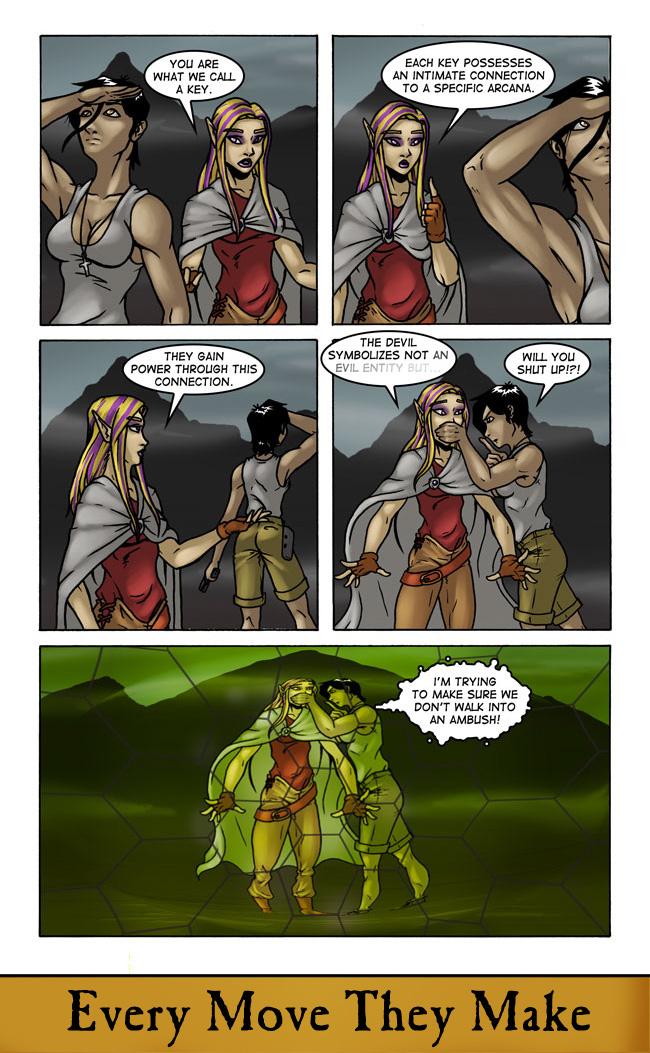 YOU ARE
WHAT WE CALL
A KEY.
EACH KEY POSSESSES
AN INTIMATE CONNECTION
TO A SPECIFIC ARCANA.
THEY GAIN
POWER THROUGH THIS
CONNECTION.
THE DEVIL
SYMBOLIZES NOT AN
EVIL ENTITY BUT...
WILL YOU
SHUT UP!?!
I'M TRYING
TO MAKE SURE WE
DON'T WALK INTO
AN AMBUSH!
Every Move They Make